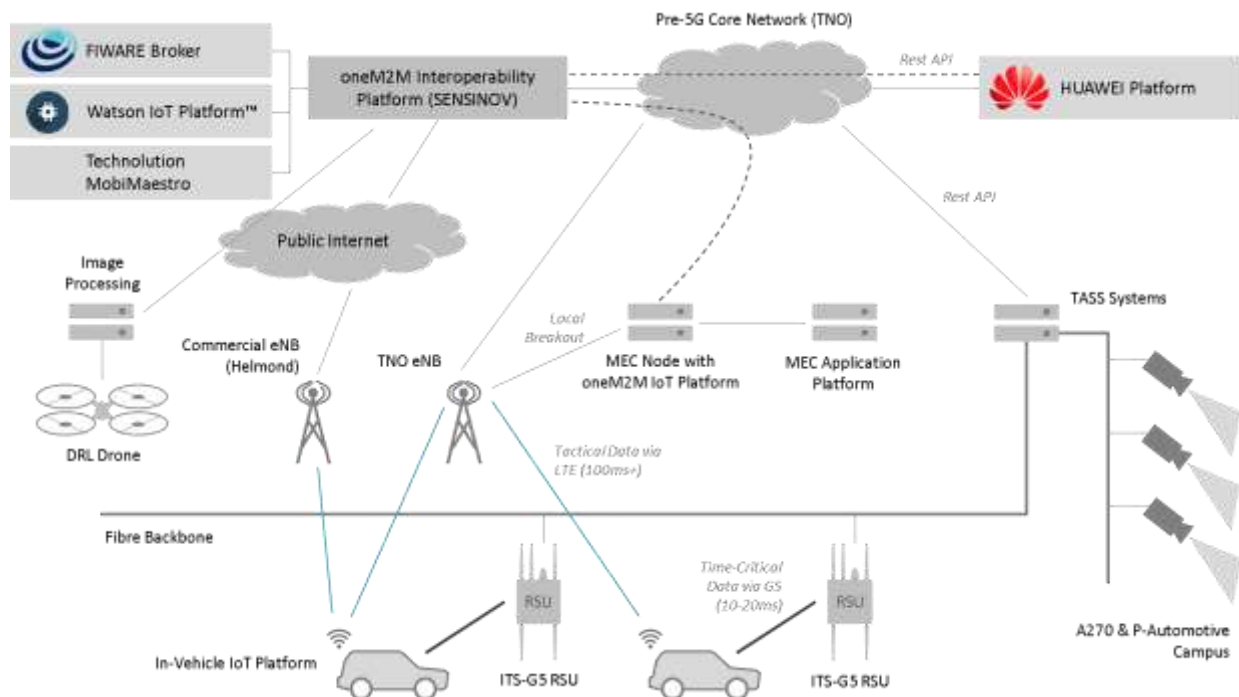 Pre-5G Core Network (TNO)
FIWARE Broker
oneM2M Interoperability
Platform (SENSINOV)
Rest API
HUAWEI Platform
Watson IoT Platform™
Technolution
MobiMaestro
Rest API
Public Internet
Image
Processing
TASS Systems
Commercial eNB
(Helmond)
TNO eNB
Local
Breakout
MEC Node with
oneM2M IoT Platform
MEC Application
Platform
DRL Drone
Tactical Data via
LTE (100ms+)
Fibre Backbone
Time-Critical
Data via G5
(10-20ms)
RSU
RSU
In-Vehicle IoT Platform
ITS-G5 RSU
ITS-G5 RSU
A270 & P-Automotive
Campus